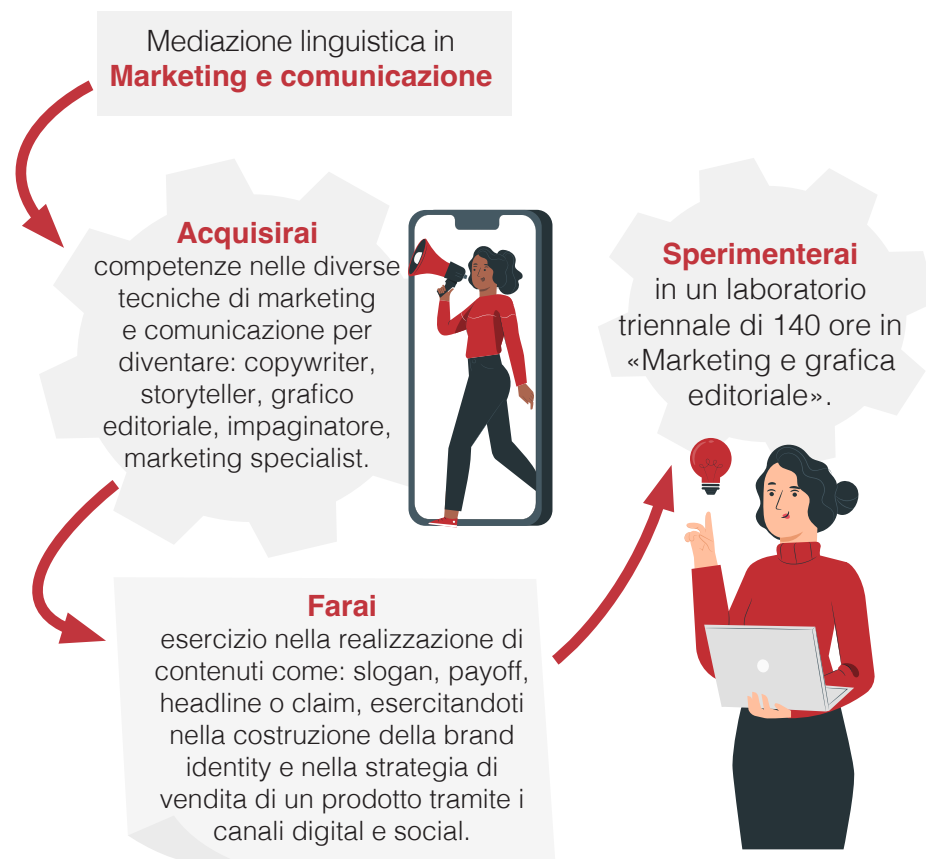 Mediazione linguistica in
Marketing e comunicazione
Acquisirai
competenze nelle diverse
tecniche di marketing
e comunicazione per
diventare: copywriter,
storyteller, grafico
editoriale, impaginatore,
marketing specialist.
Farai
esercizio nella realizzazione di
contenuti come: slogan, payoff,
headline o claim, esercitandoti
nella costruzione della brand
identity e nella strategia di
vendita di un prodotto tramite i
canali digital e social.
Sperimenterai
in un laboratorio
triennale di 140 ore in
«Marketing e grafica
editoriale».